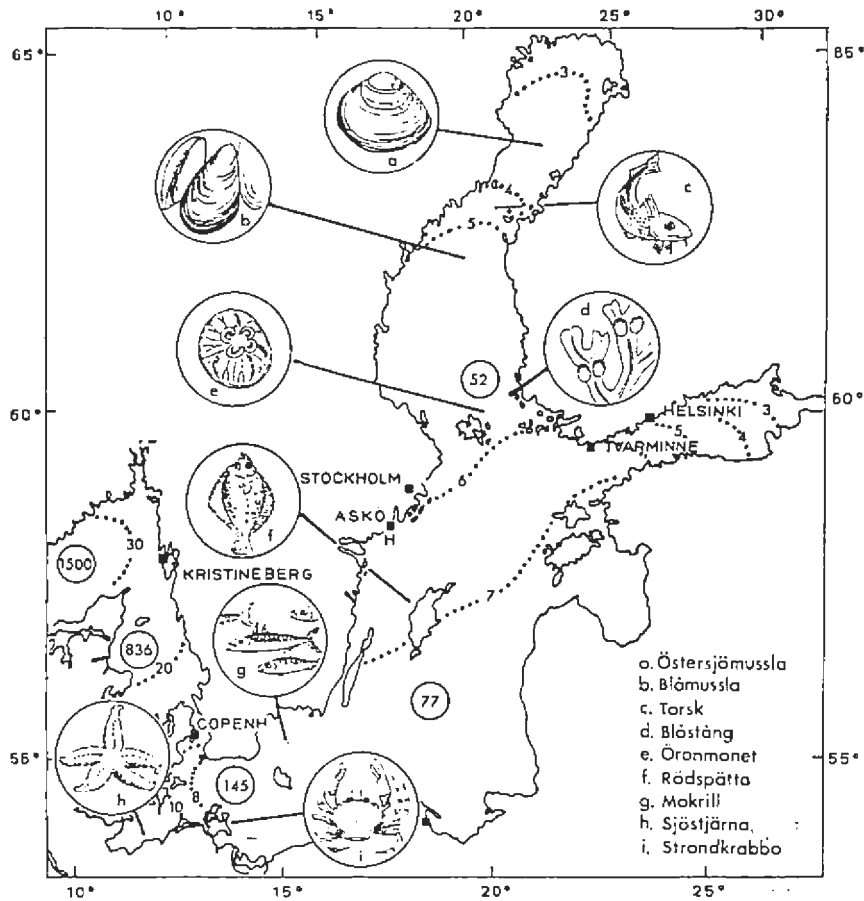 10° 15° 20° 25° 30°
65° 65°
3
a
b
4
c
5
d
e
52
60° 60°
HELSINKI
3
5
4
TVARMINNE
STOCKHOLM
6
ASKÖ
H
f
30
1500
KRISTINEBERG
7
836
g
20
77
COPENH
55° 55°
h
8
10
145
i
a. Östersjömussla
b. Blåmussla
c. Torsk
d. Blåstång
e. Öronmanet
f. Rödspätta
g. Makrill
h. Sjöstjärna,
i. Strandkrabba
10° 15° 20° 25°